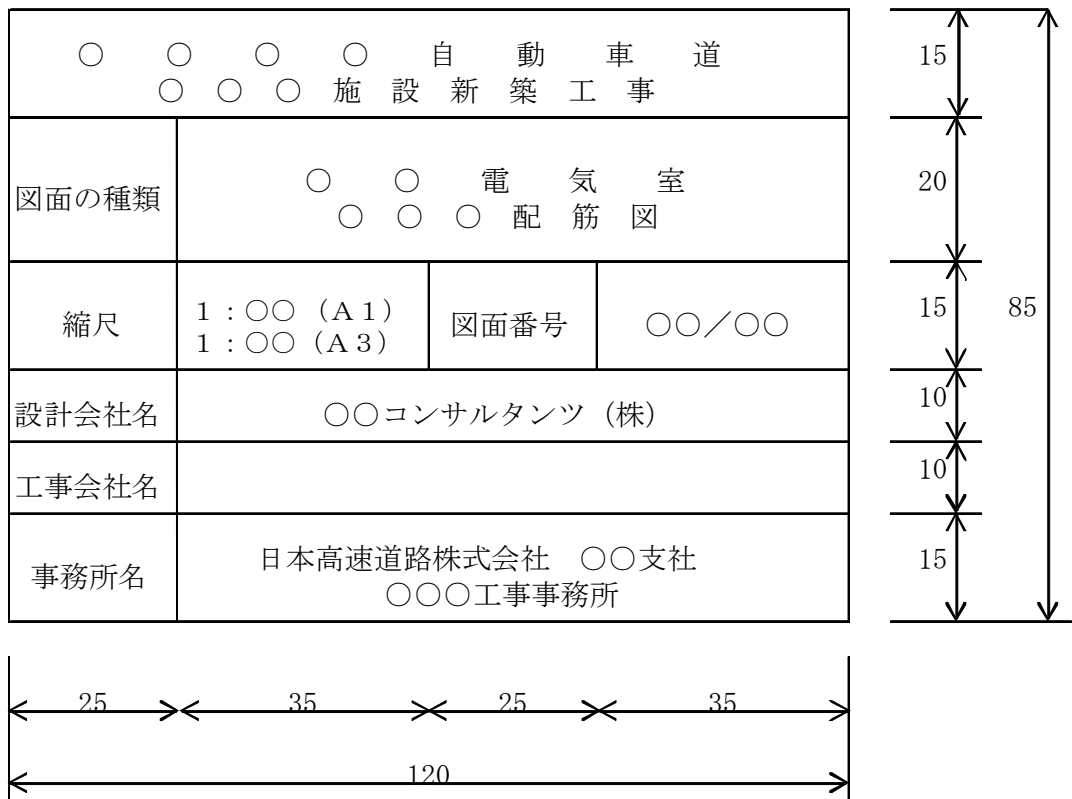 ○ ○ ○ ○ 自 動 車 道
○ ○ ○ 施 設 新 築 工 事
図面の種類
○ ○ 電 気 室
○ ○ ○ 配 筋 図
縮尺
1:○○(A1)
1:○○(A3)
図面番号
○○/○○
設計会社名
○○コンサルタンツ(株)
工事会社名
事務所名
日本高速道路株式会社 ○○支社
○○○工事事務所
15
20
15
85
10
10
15
25 35 25 35
120